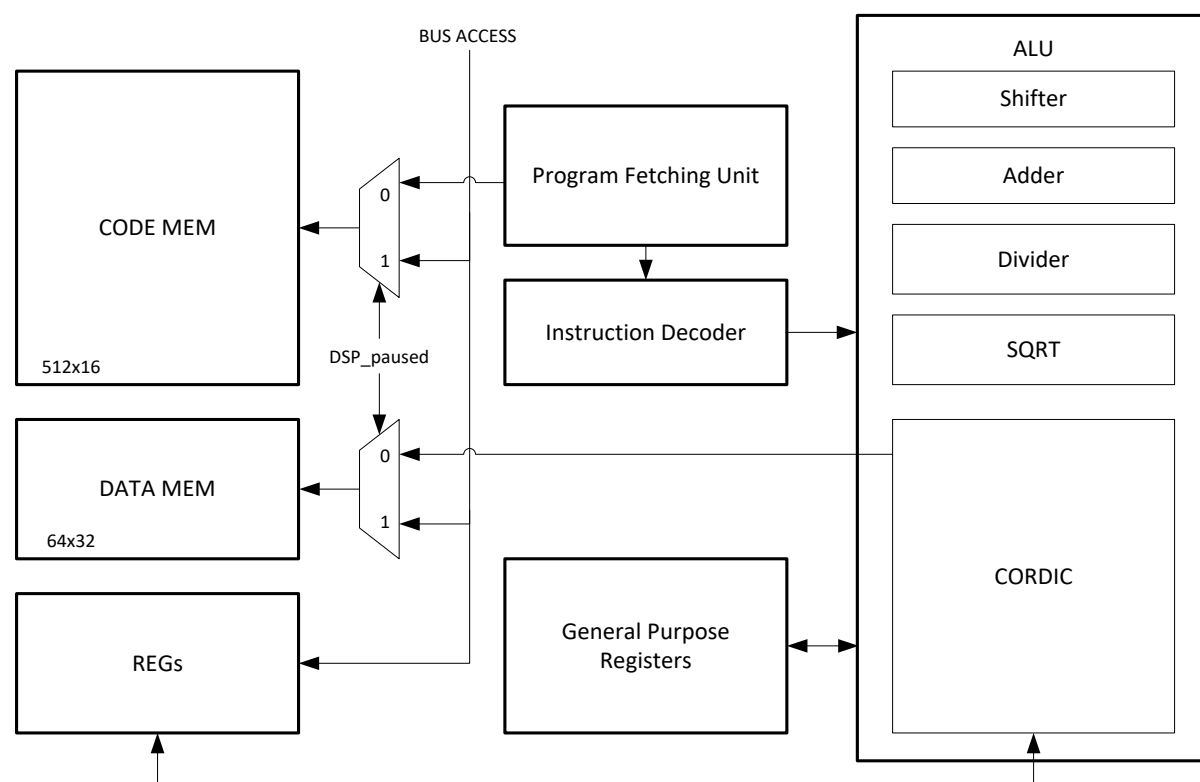 BUS ACCESS
CODE MEM
512x16
0
1
DSP_paused
Program Fetching Unit
Instruction Decoder
ALU
Shifter
Adder
Divider
SQRT
CORDIC
DATA MEM
64x32
0
1
REGs
General Purpose
Registers